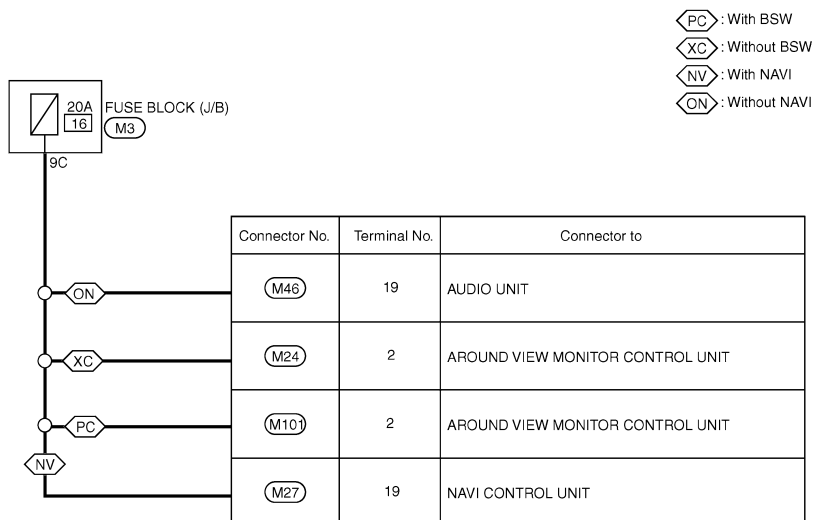 PC : With BSW
XC : Without BSW
NV : With NAVI
ON : Without NAVI
20A FUSE BLOCK (J/B)
16 M3
9C
Connector No. Terminal No. Connector to
ON M46 19 AUDIO UNIT
XC M24 2 AROUND VIEW MONITOR CONTROL UNIT
PC M101 2 AROUND VIEW MONITOR CONTROL UNIT
NV
M27 19 NAVI CONTROL UNIT